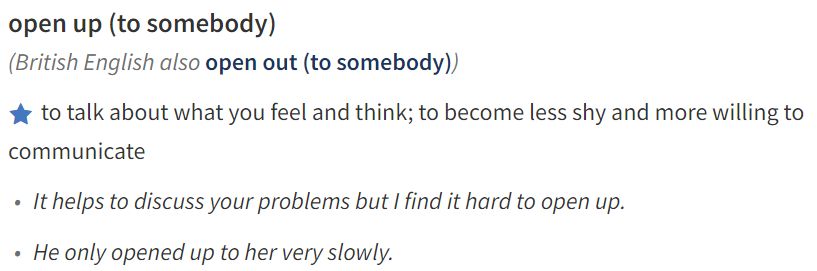 open up (to somebody)
(British English also open out (to somebody))
to talk about what you feel and think; to become less shy and more willing to
communicate
• It helps to discuss your problems but I find it hard to open up.
• He only opened up to her very slowly.